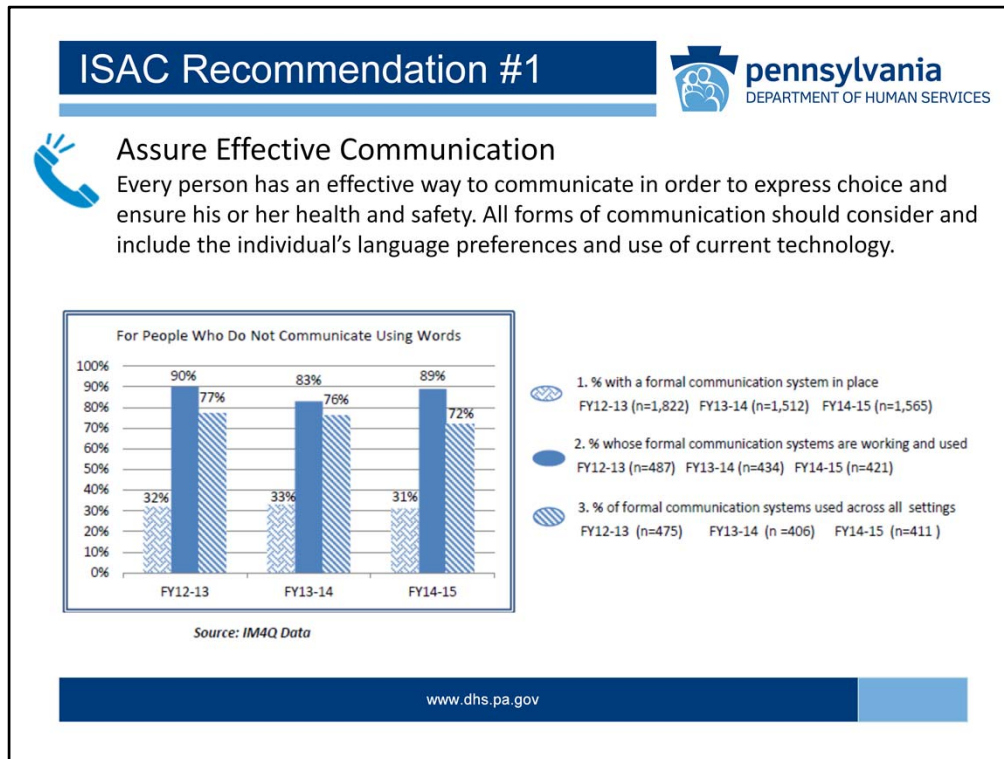 ISAC Recommendation #1
pennsylvania
DEPARTMENT OF HUMAN SERVICES
Assure Effective Communication
Every person has an effective way to communicate in order to express choice and
ensure his or her health and safety. All forms of communication should consider and
include the individual's language preferences and use of current technology.
For People Who Do Not Communicate Using Words
100%
90%
80%
70%
60%
50%
40%
30%
20%
10%
0%
32%
90%
77%
33%
83%
76%
31%
89%
72%
FY12-13
FY13-14
FY14-15
1. % with a formal communication system in place
FY12-13 (n=1,822) FY13-14 (n=1,512) FY14-15 (n=1,565)
2. % whose formal communication systems are working and used
FY12-13 (n=487) FY13-14 (n=434) FY14-15 (n=421)
3. % of formal communication systems used across all settings
FY12-13 (n=475) FY13-14 (n =406) FY14-15 (n=411 )
Source: IM4Q Data
www.dhs.pa.gov